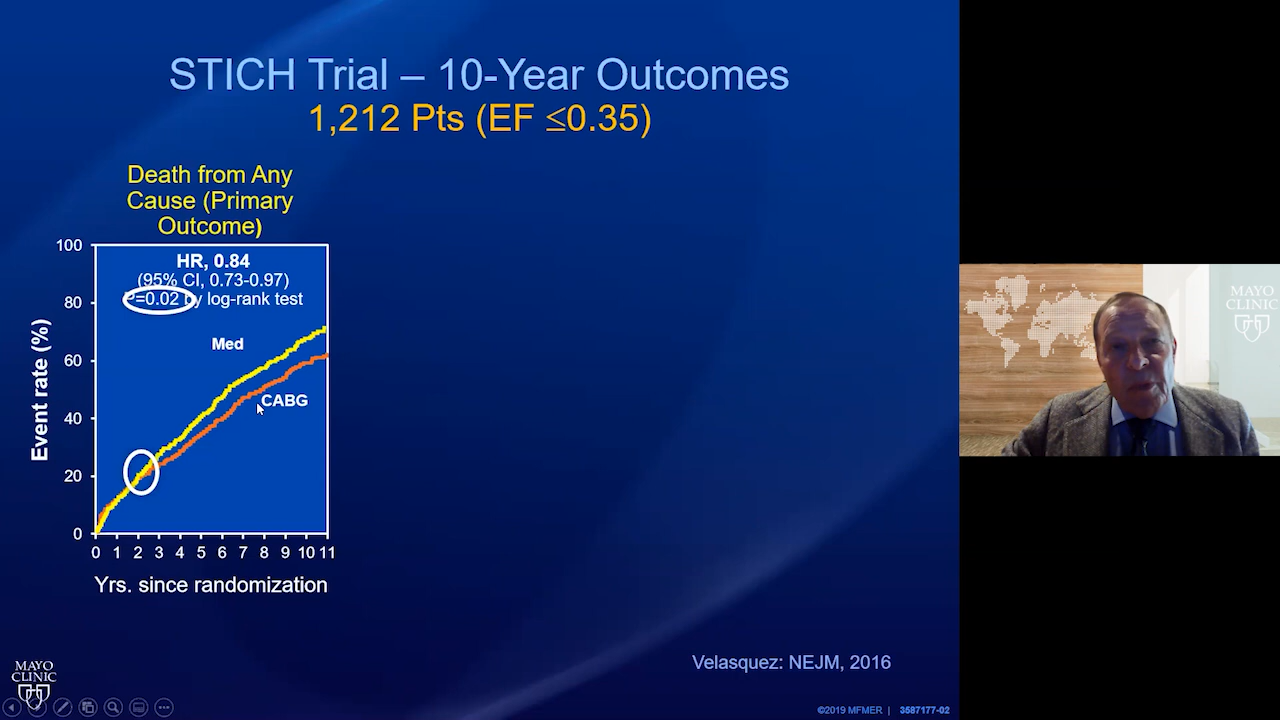 STICH Trial – 10-Year Outcomes
1,212 Pts (EF ≤0.35)
Death from Any
Cause (Primary
Outcome)
HR, 0.84
(95% CI, 0.73-0.97)
P=0.02 by log-rank test
Med
CABG
Event rate (%)
100
80
60
40
20
0
0 1 2 3 4 5 6 7 8 9 10 11
Yrs. since randomization
Velasquez: NEJM, 2016
MAYO
CLINIC
©2019 MFMER | 3587177-02
MAYO
CLINIC